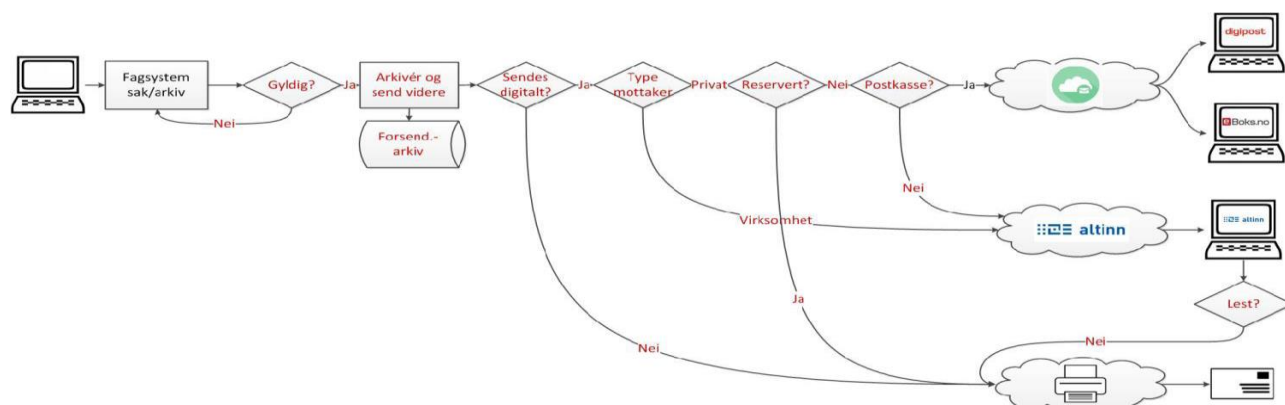 digipost
Fagsystem
sak/arkiv
Gyldig?
Ja
Arkivér og
send videre
Sendes
digitalt?
Ja
Type
mottaker
Privat
Reservert?
Nei
Postkasse?
Ja
Nei
Forsend.-
arkiv
eBoks.no
Nei
Virksomhet
altinn
altinn
Ja
Lest?
Nei
Nei